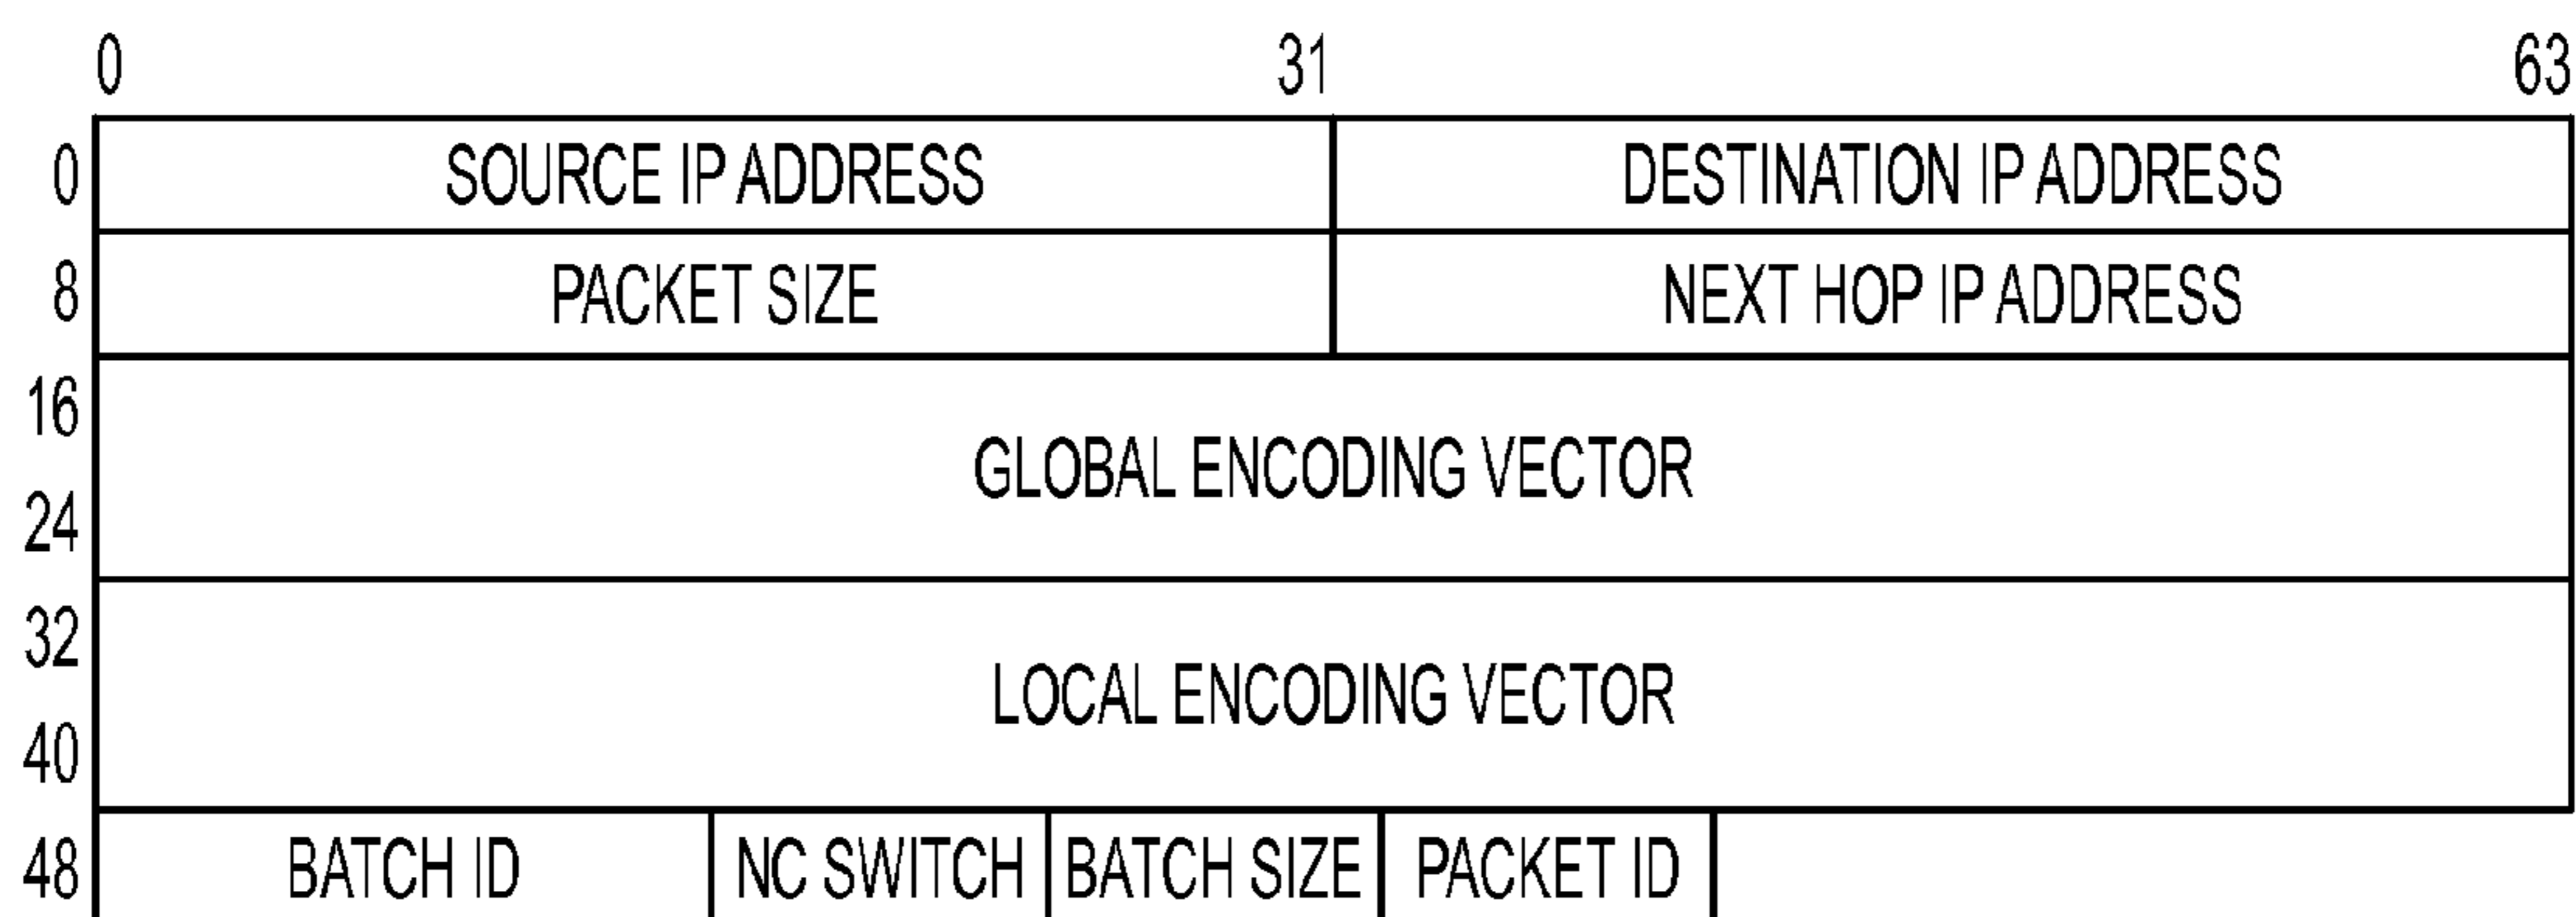 0 31 63
0 SOURCE IP ADDRESS DESTINATION IP ADDRESS
8 PACKET SIZE NEXT HOP IP ADDRESS
16
GLOBAL ENCODING VECTOR
24
32
LOCAL ENCODING VECTOR
40
48 BATCH ID NC SWITCH BATCH SIZE PACKET ID